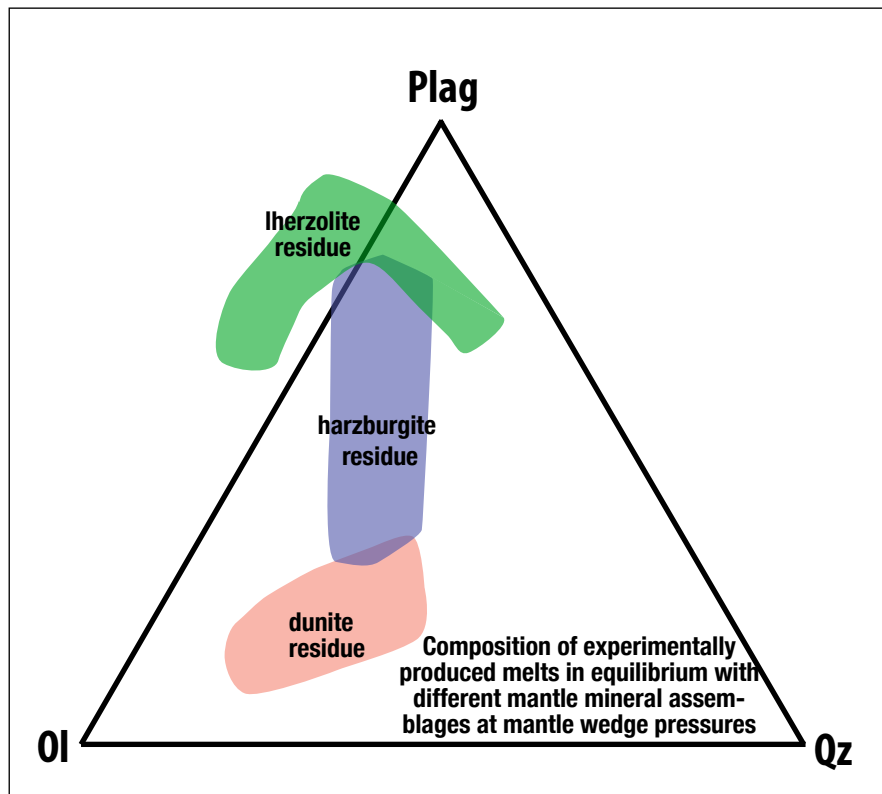 Plag
lherzolite
residue
harzburgite
residue
dunite
residue
Composition of experimentally
produced melts in equilibrium with
different mantle mineral assem-
blages at mantle wedge pressures
Ol
Qz